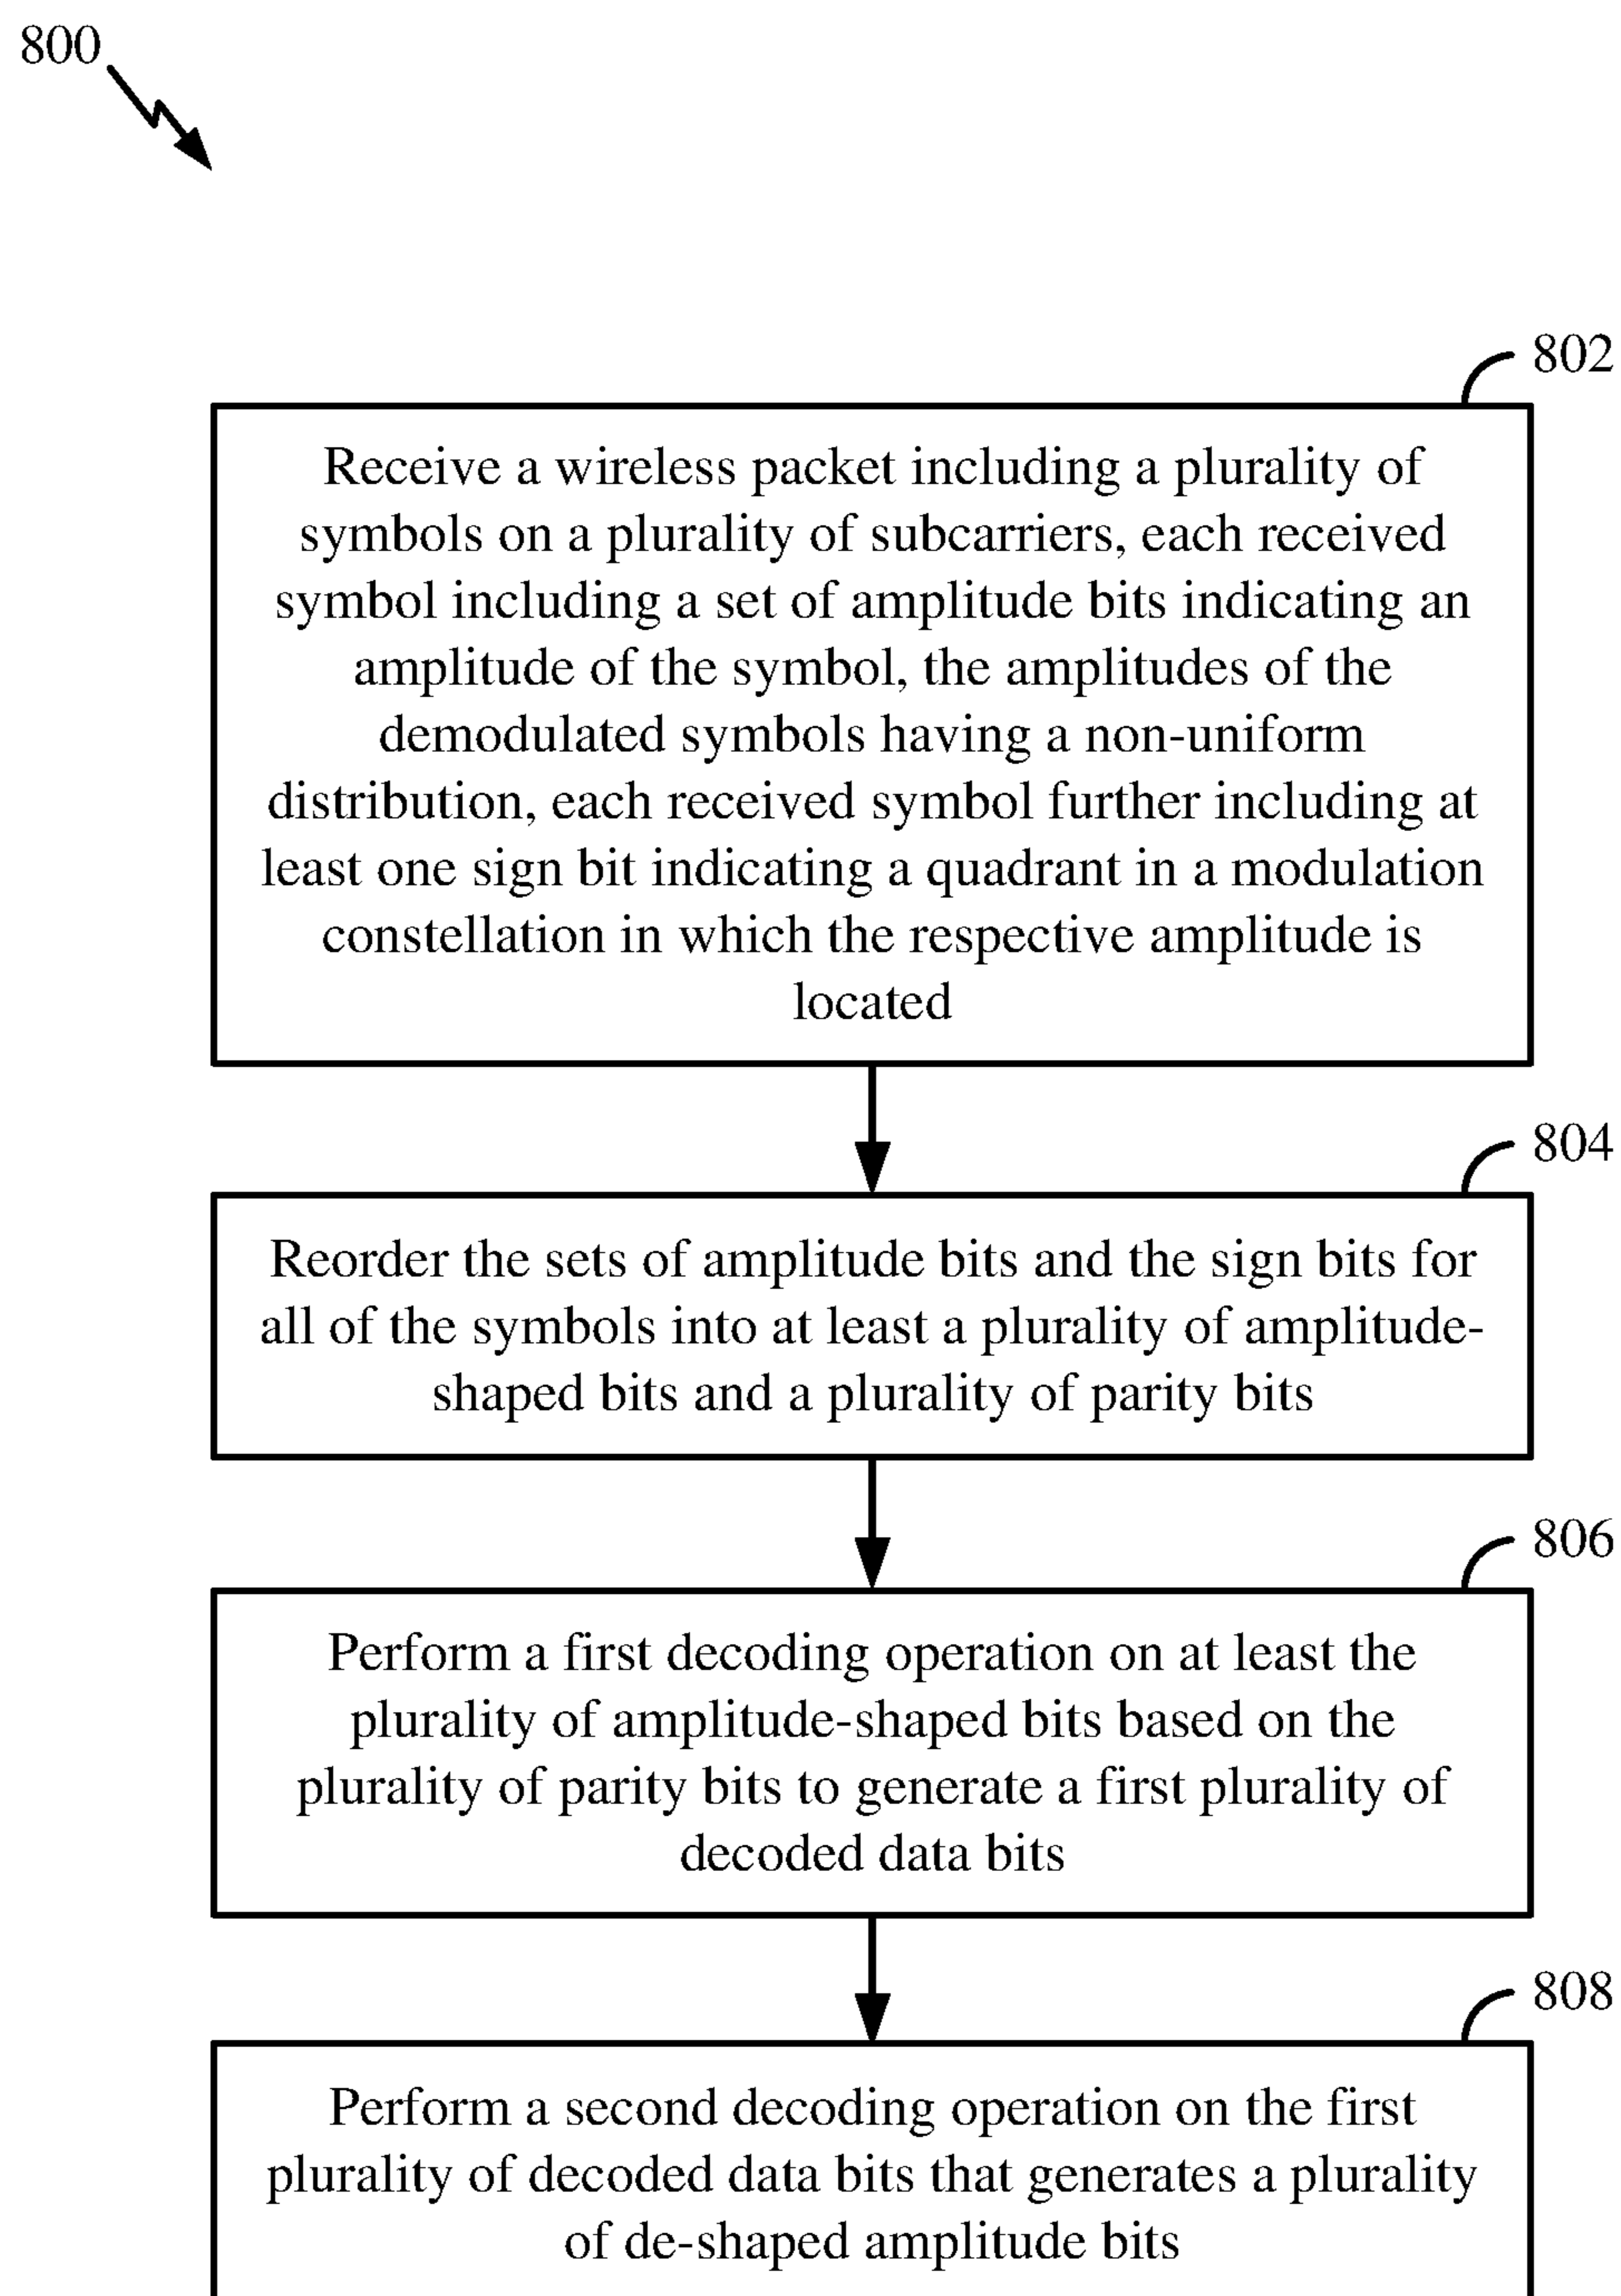 800
802
Receive a wireless packet including a plurality of
symbols on a plurality of subcarriers, each received
symbol including a set of amplitude bits indicating an
amplitude of the symbol, the amplitudes of the
demodulated symbols having a non-uniform
distribution, each received symbol further including at
least one sign bit indicating a quadrant in a modulation
constellation in which the respective amplitude is
located
804
Reorder the sets of amplitude bits and the sign bits for
all of the symbols into at least a plurality of amplitude-
shaped bits and a plurality of parity bits
806
Perform a first decoding operation on at least the
plurality of amplitude-shaped bits based on the
plurality of parity bits to generate a first plurality of
decoded data bits
808
Perform a second decoding operation on the first
plurality of decoded data bits that generates a plurality
of de-shaped amplitude bits